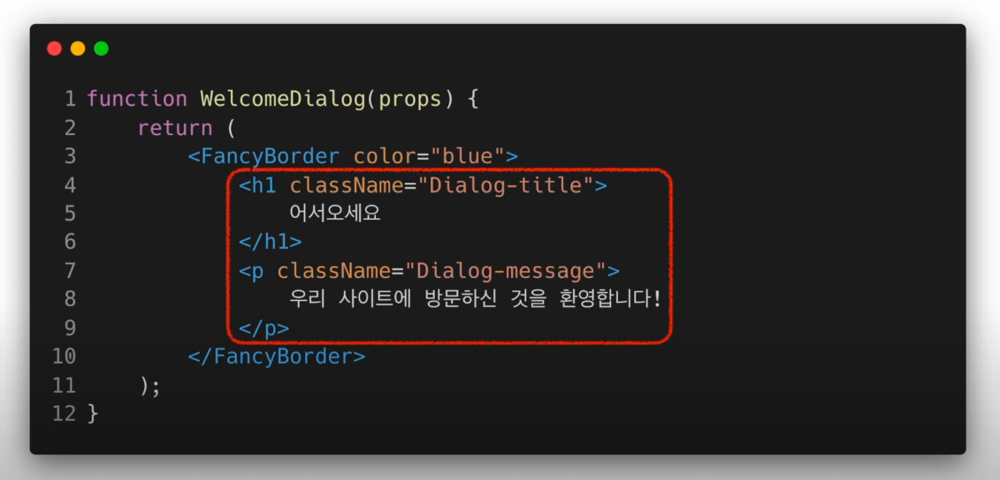 1 function WelcomeDialog(props) {
2     return (
3         <FancyBorder color="blue">
4             <h1 className="Dialog-title">
5                 어서오세요
6             </h1>
7             <p className="Dialog-message">
8                 우리 사이트에 방문하신 것을 환영합니다!
9             </p>
10         </FancyBorder>
11     );
12 }